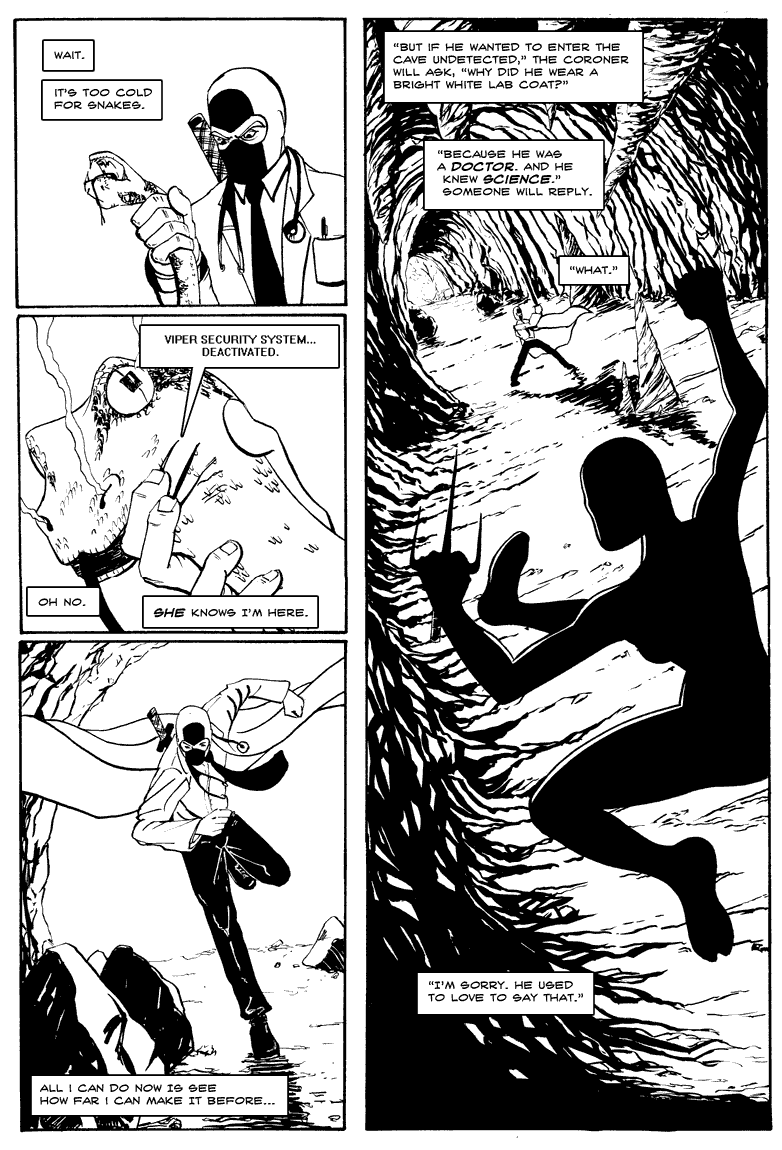 WAIT.
IT'S TOO COLD
FOR SNAKES.
VIPER SECURITY SYSTEM...
DEACTIVATED.
OH NO.
SHE KNOWS I'M HERE.
ALL I CAN DO NOW IS SEE
HOW FAR I CAN MAKE IT BEFORE...
"BUT IF HE WANTED TO ENTER THE
CAVE UNDETECTED," THE CORONER
WILL ASK, "WHY DID HE WEAR A
BRIGHT WHITE LAB COAT?"
"BECAUSE HE WAS
A DOCTOR. AND HE
KNEW SCIENCE."
SOMEONE WILL REPLY.
"WHAT."
"I'M SORRY. HE USED
TO LOVE TO SAY THAT."